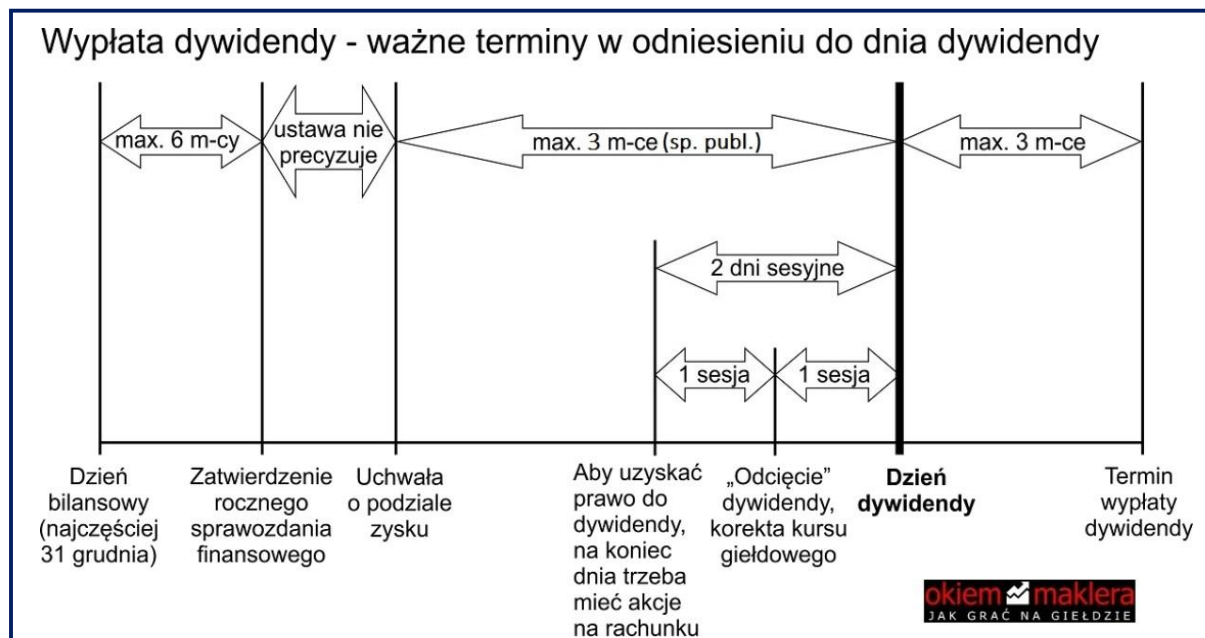 Wypłata dywidendy - ważne terminy w odniesieniu do dnia dywidendy
max. 6 m-cy
ustawa nie
precyzuje
max. 3 m-ce (sp. publ.)
max. 3 m-ce
2 dni sesyjne
1 sesja
1 sesja
Dzień
bilansowy
(najczęściej
31 grudnia)
Zatwierdzenie
rocznego
sprawozdania
finansowego
Uchwała
o podziale
zysku
Aby uzyskać
prawo do
dywidendy,
na koniec
dnia trzeba
mieć akcje
na rachunku
„Odcięcie”
dywidendy,
korekta kursu
giełdowego
Dzień
dywidendy
Termin
wypłaty
dywidendy
okiem maklera
JAK GRAĆ NA GIEŁDZIE